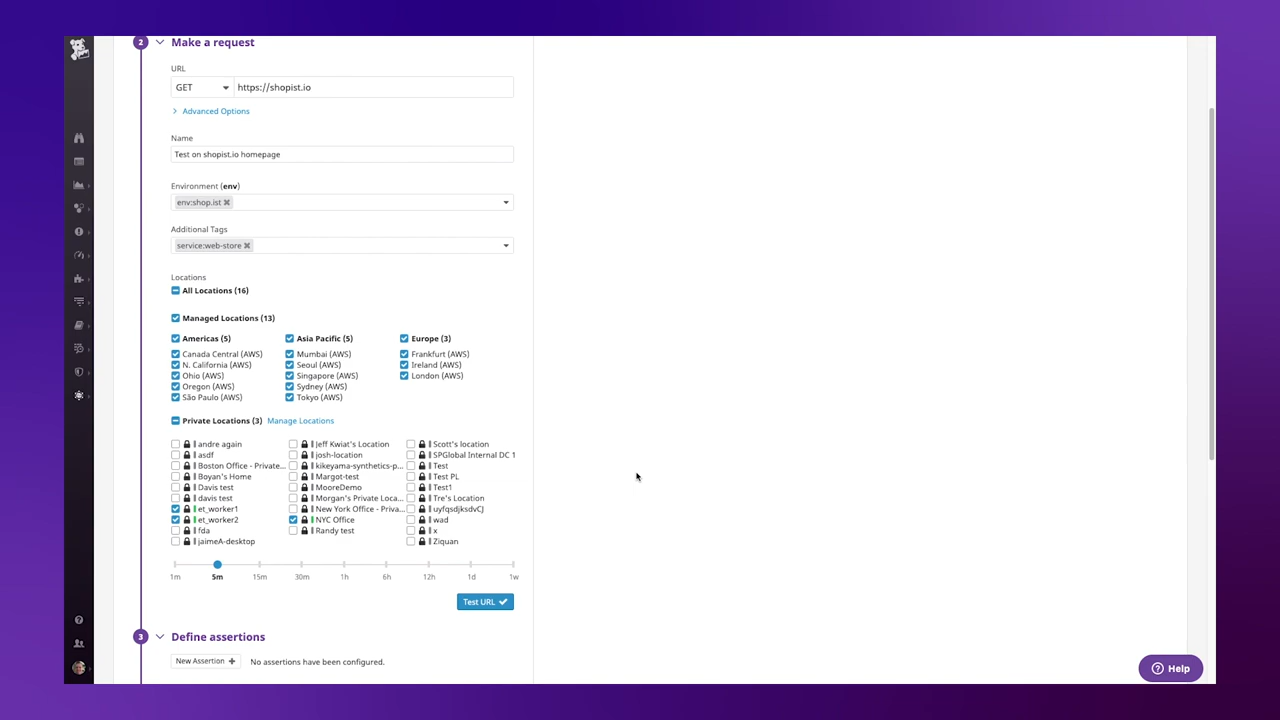 2 Make a request
URL
GET https://shopist.io
Advanced Options
Name
Test on shopist.io homepage
Environment (env)
env:shop.ist
Additional Tags
service:web-store
Locations
All Locations (16)
Managed Locations (13)
Americas (5) Asia Pacific (5) Europe (3)
Canada Central (AWS) Mumbai (AWS) Frankfurt (AWS)
N. California (AWS) Seoul (AWS) Ireland (AWS)
Ohio (AWS) Singapore (AWS) London (AWS)
Oregon (AWS) Sydney (AWS)
São Paulo (AWS) Tokyo (AWS)
Private Locations (3) Manage Locations
andre again Jeff Kwiat's Location Scott's location
asdf josh-location SPGlobal Internal DC 1
Boston Office - Private... kikeyama-synthetics-p... Test
Boyan's Home Margot-test Test PL
Davis test MooreDemo Test1
davis test Morgan's Private Loca... Tre's Location
et_worker1 New York Office - Priva... uyfqsdjksdvCJ
et_worker2 NYC Office wad
fda Randy test x
jaimeA-desktop Ziquan
1m 5m 15m 30m 1h 6h 12h 1d 1w
Test URL
3 Define assertions
New Assertion + No assertions have been configured.
? Help